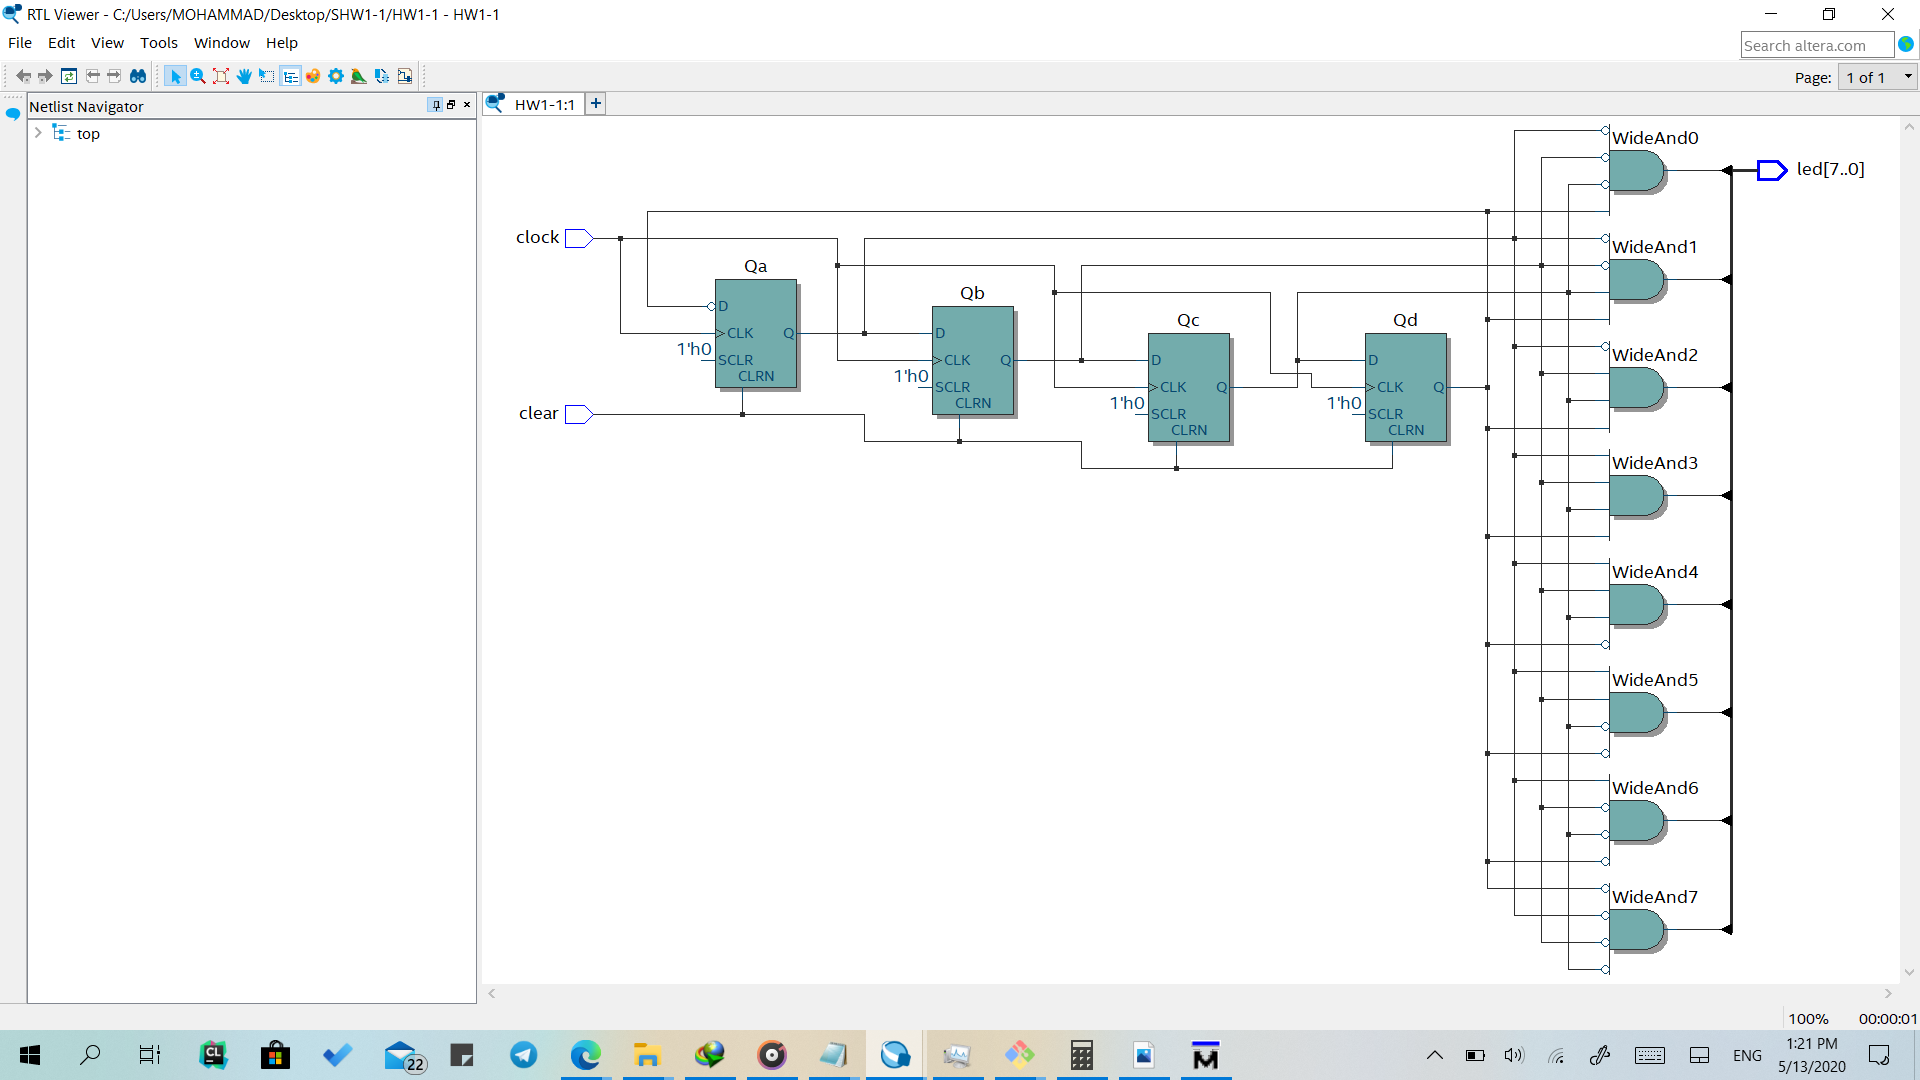 RTL Viewer - C:/Users/MOHAMMAD/Desktop/SHW1-1/HW1-1 - HW1-1
File Edit View Tools Window Help
Search altera.com
Page: 1 of 1
Netlist Navigator
HW1-1:1
top
WideAnd0
led[7..0]
clock
WideAnd1
Qa
D
CLK Q
1'h0
SCLR
CLRN
Qb
D
CLK Q
1'h0
SCLR
CLRN
Qc
D
CLK Q
1'h0
SCLR
CLRN
Qd
D
CLK Q
1'h0
SCLR
CLRN
clear
WideAnd2
WideAnd3
WideAnd4
WideAnd5
WideAnd6
WideAnd7
100% 00:00:01
CL
22
M
ENG
1:21 PM
5/13/2020